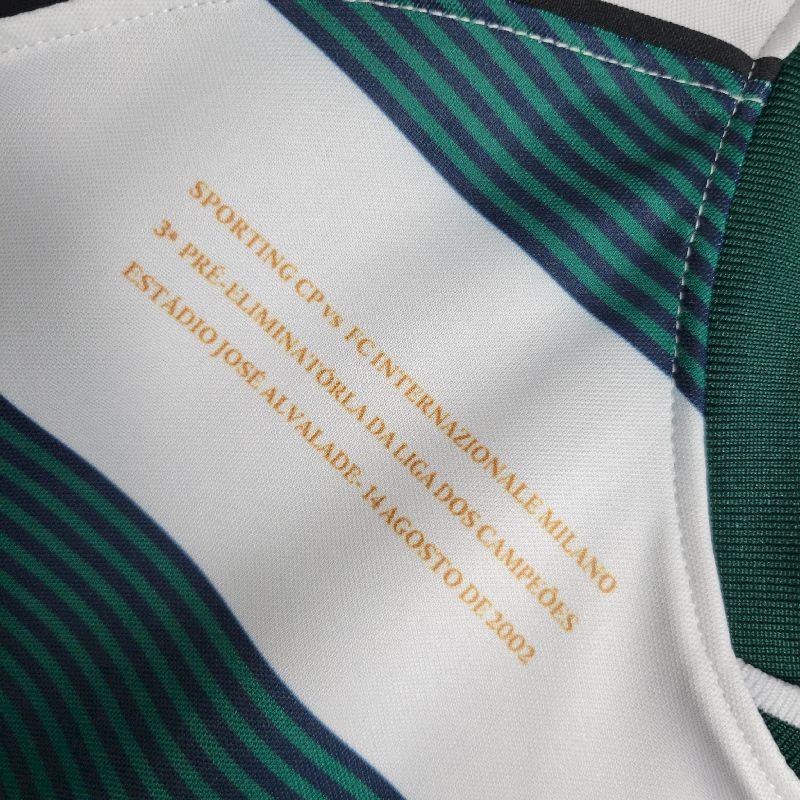 SPORTING CP vs FC INTERNAZIONALE MILANO
3ª PRÉ-ELIMINATÓRLA DA LIGA DOS CAMPEÕES
ESTÁDIO JOSÉ ALVALADE- 14 AGOSTO DE 2002